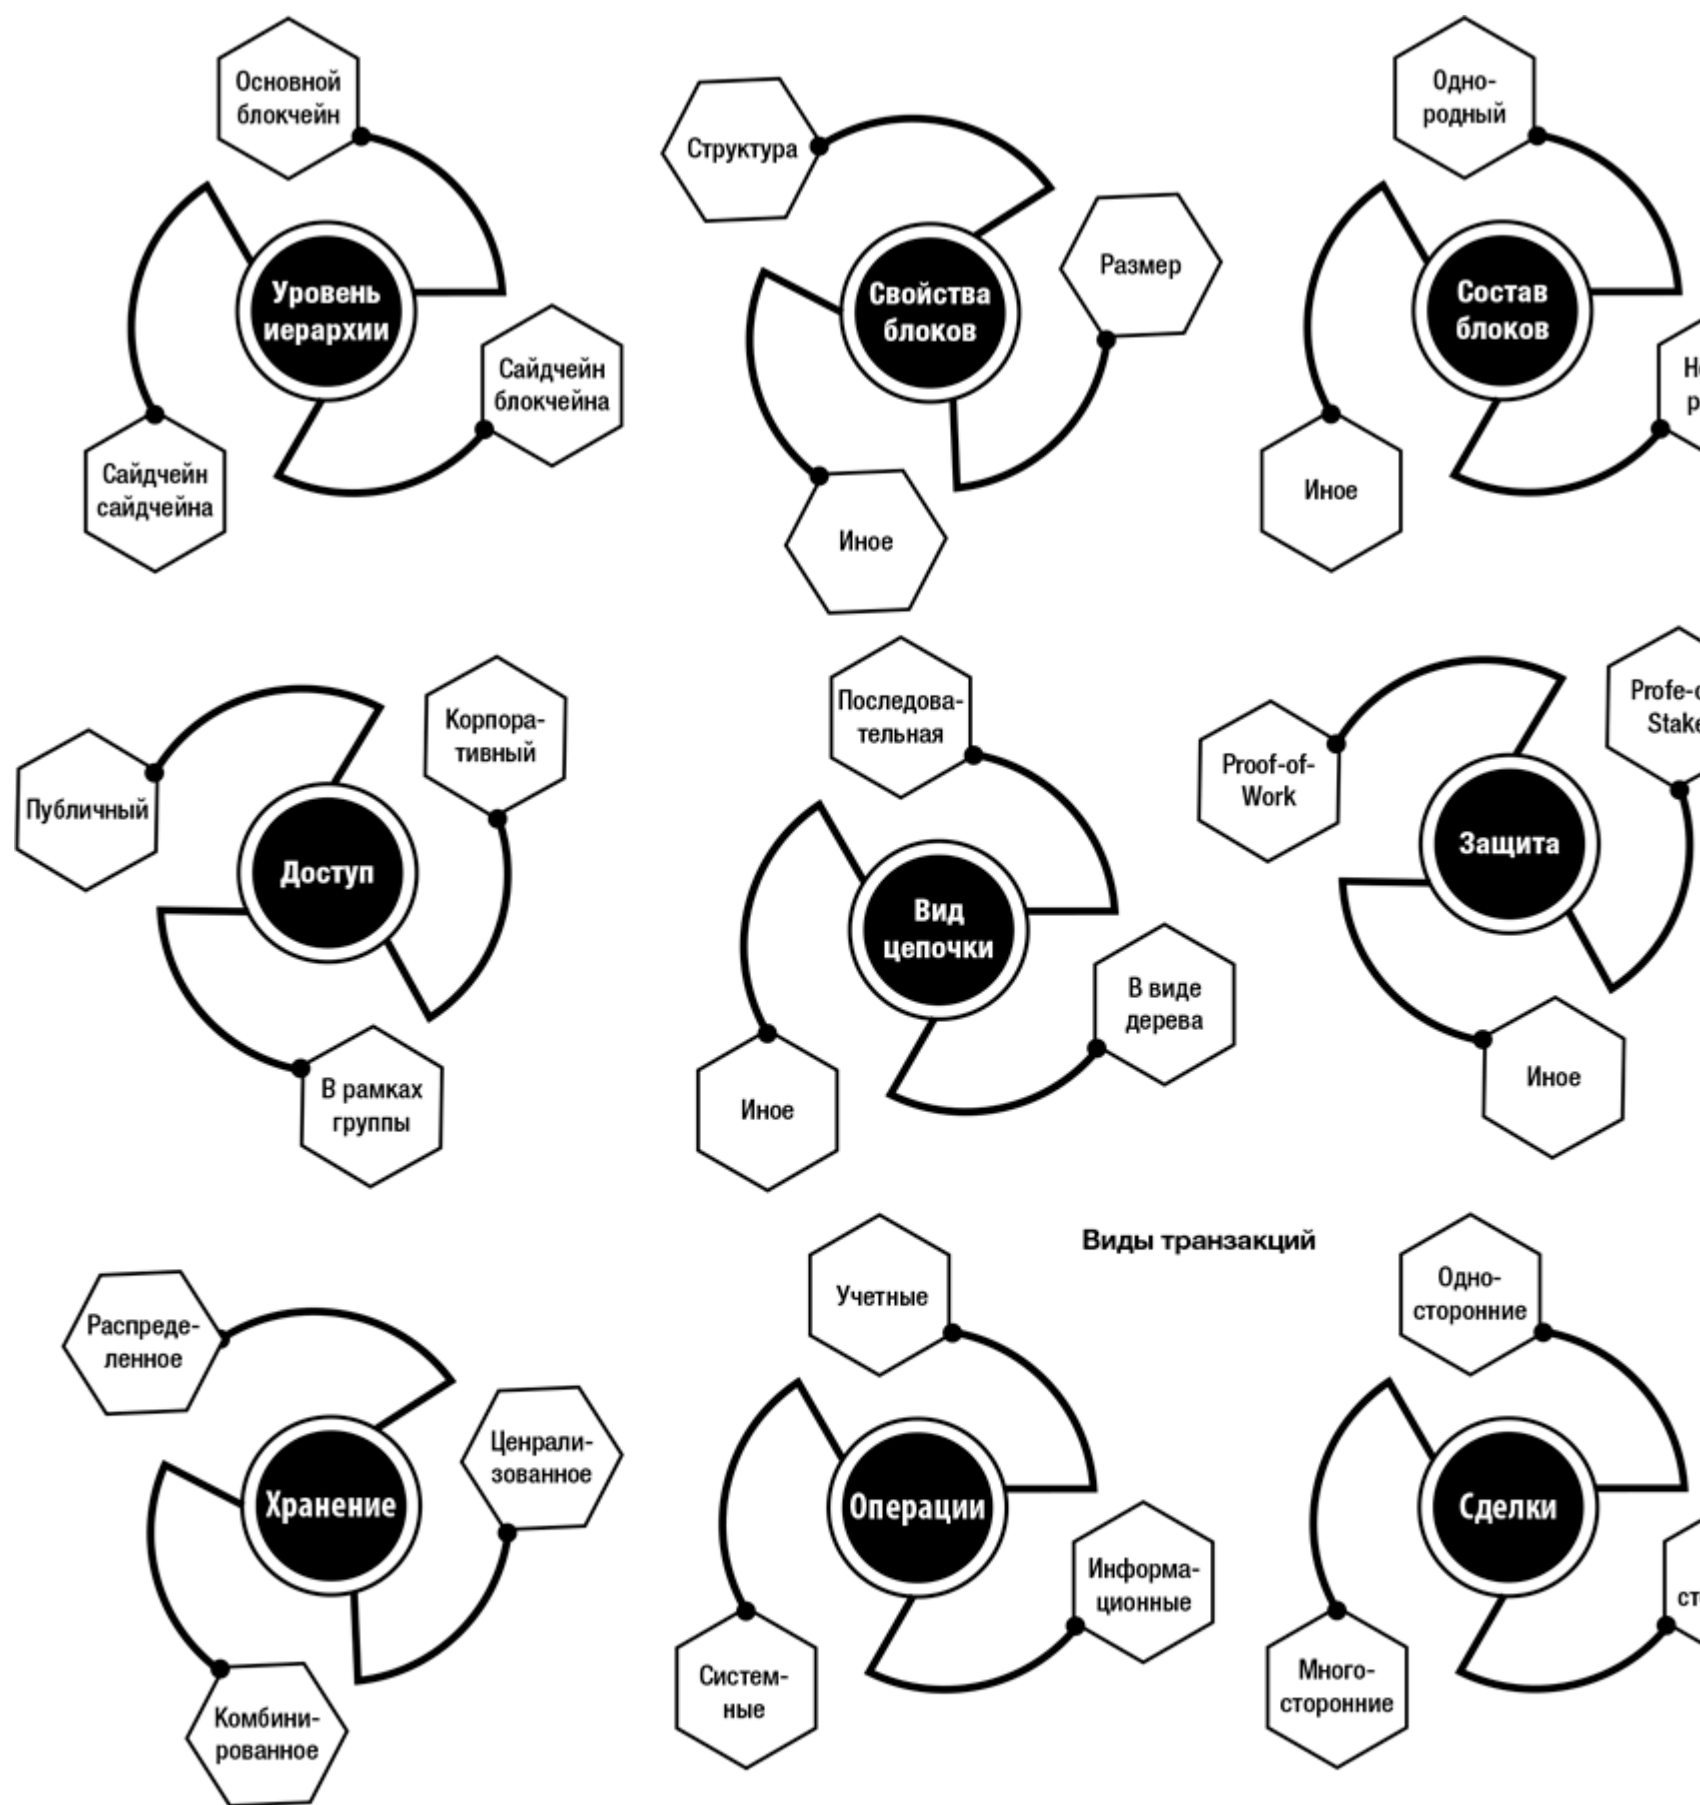 Основной
блокчейн
Уровень
иерархии
Сайдчейн
блокчейна
Сайдчейн
сайдчейна
Структура
Свойства
блоков
Размер
Иное
Одно-
родный
Состав
блоков
Иное
Публичный
Корпора-
тивный
Доступ
В рамках
группы
Последова-
тельная
Вид
цепочки
В виде
дерева
Иное
Proof-of-
Work
Stake
Защита
Иное
Распреде-
ленное
Ценрали-
зованное
Хранение
Комбини-
рованное
Виды транзакций
Учетные
Операции
Информа-
ционные
Систем-
ные
Одно-
сторонние
Сделки
Много-
сторонние